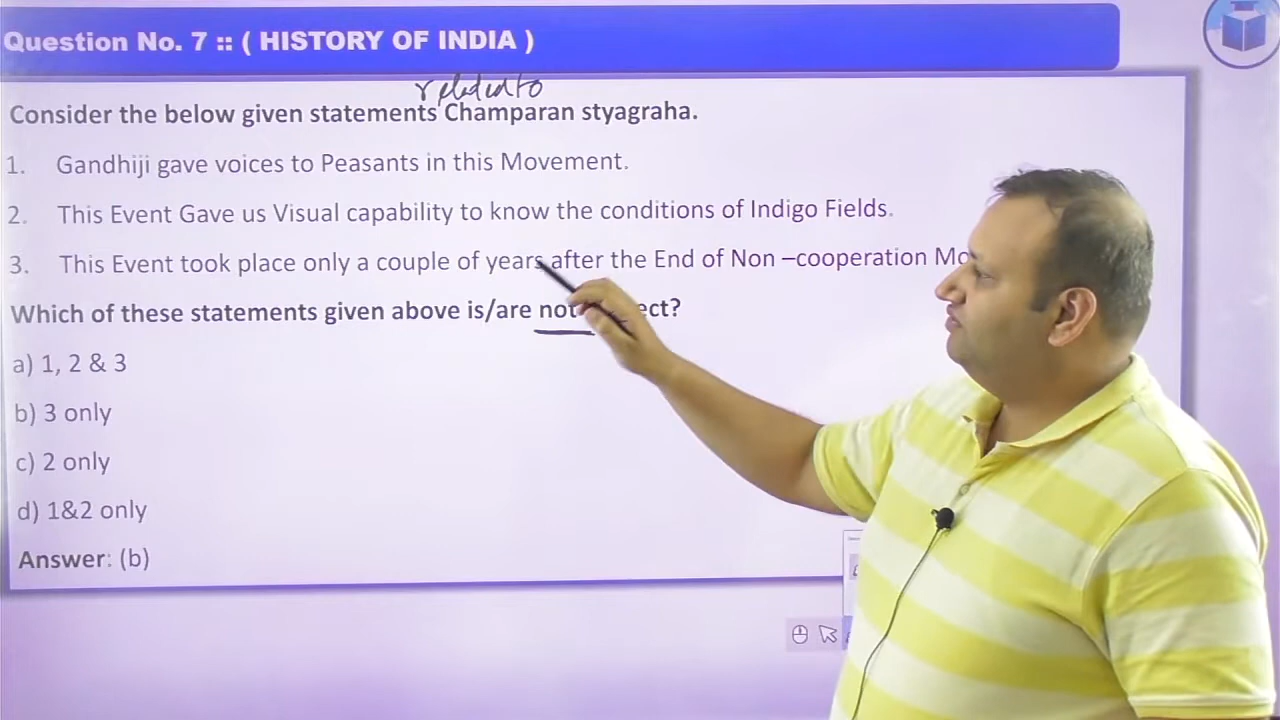 Question No. 7 :: ( HISTORY OF INDIA )
related to
Consider the below given statements Champaran styagraha.
1. Gandhiji gave voices to Peasants in this Movement.
2. This Event Gave us Visual capability to know the conditions of Indigo Fields.
3. This Event took place only a couple of years after the End of Non –cooperation Mo
Which of these statements given above is/are not ect?
a) 1, 2 & 3
b) 3 only
c) 2 only
d) 1&2 only
Answer: (b)